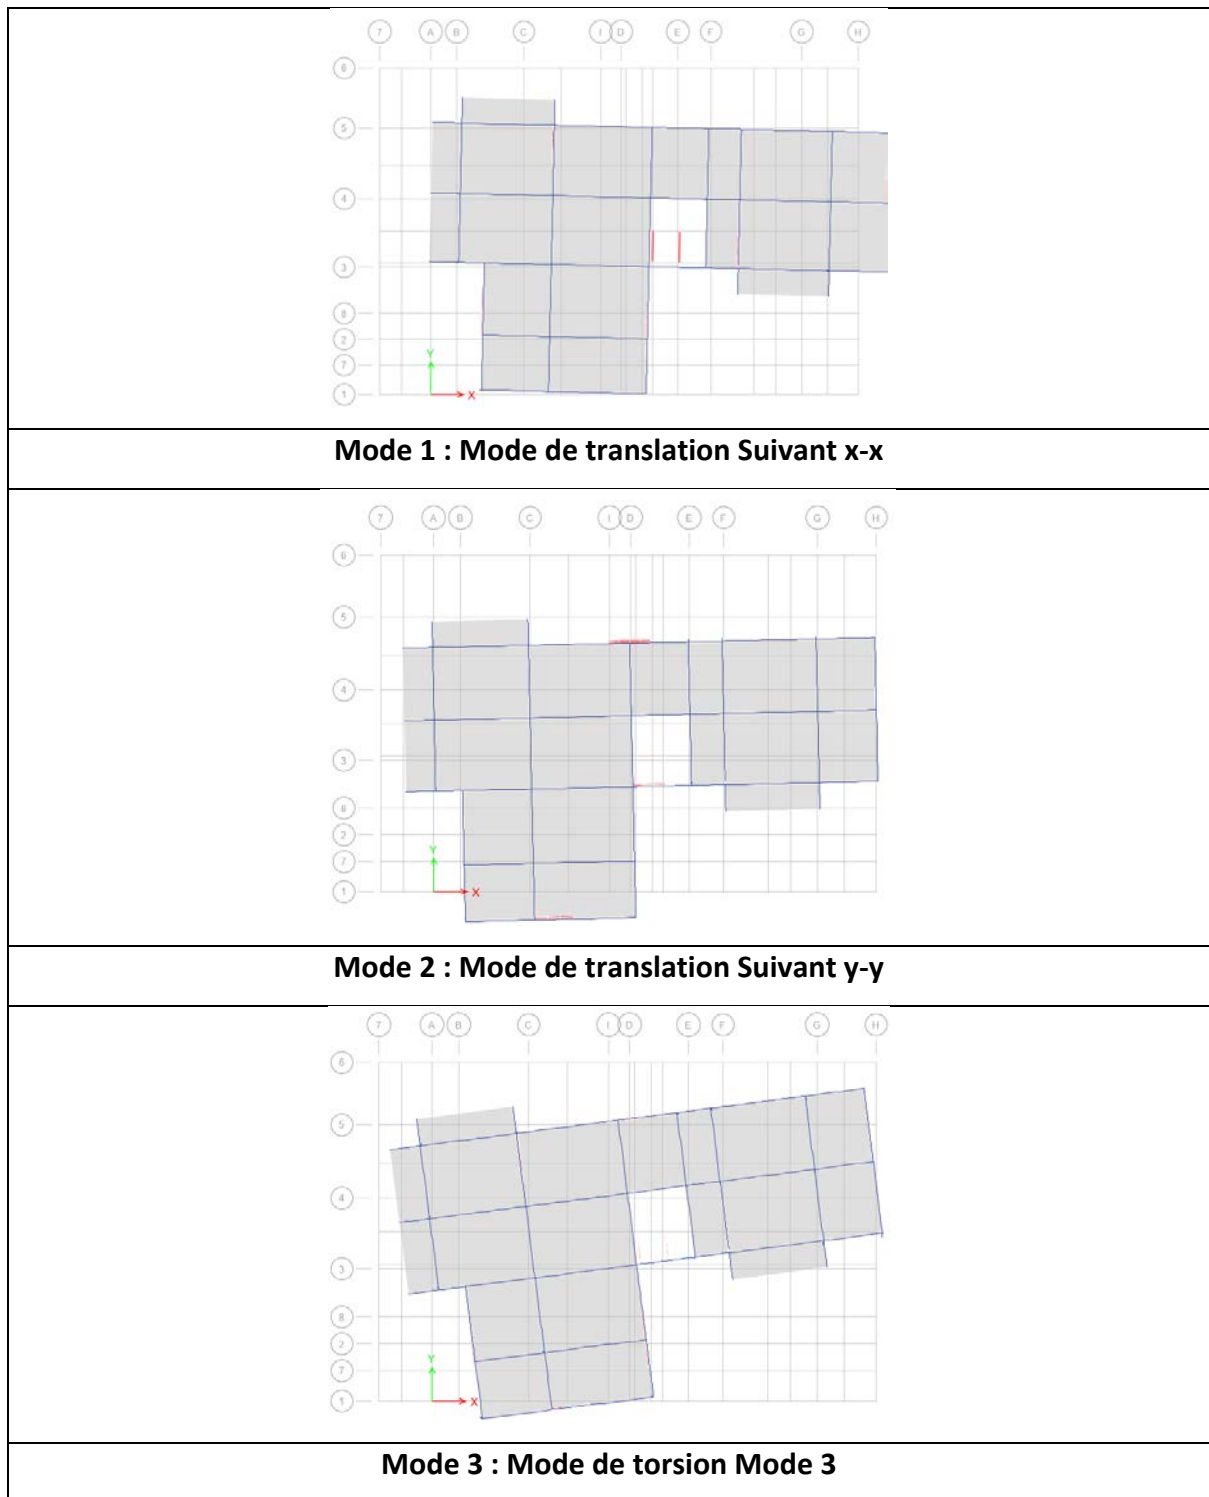 7 A B C I D E F G H
6
5
4
3
8
2
7
1
Y
X
Mode 1 : Mode de translation Suivant x-x
7 A B C I D E F G H
6
5
4
3
8
2
7
1
Y
X
Mode 2 : Mode de translation Suivant y-y
7 A B C I D E F G H
6
5
4
3
8
2
7
1
Y
X
Mode 3 : Mode de torsion Mode 3